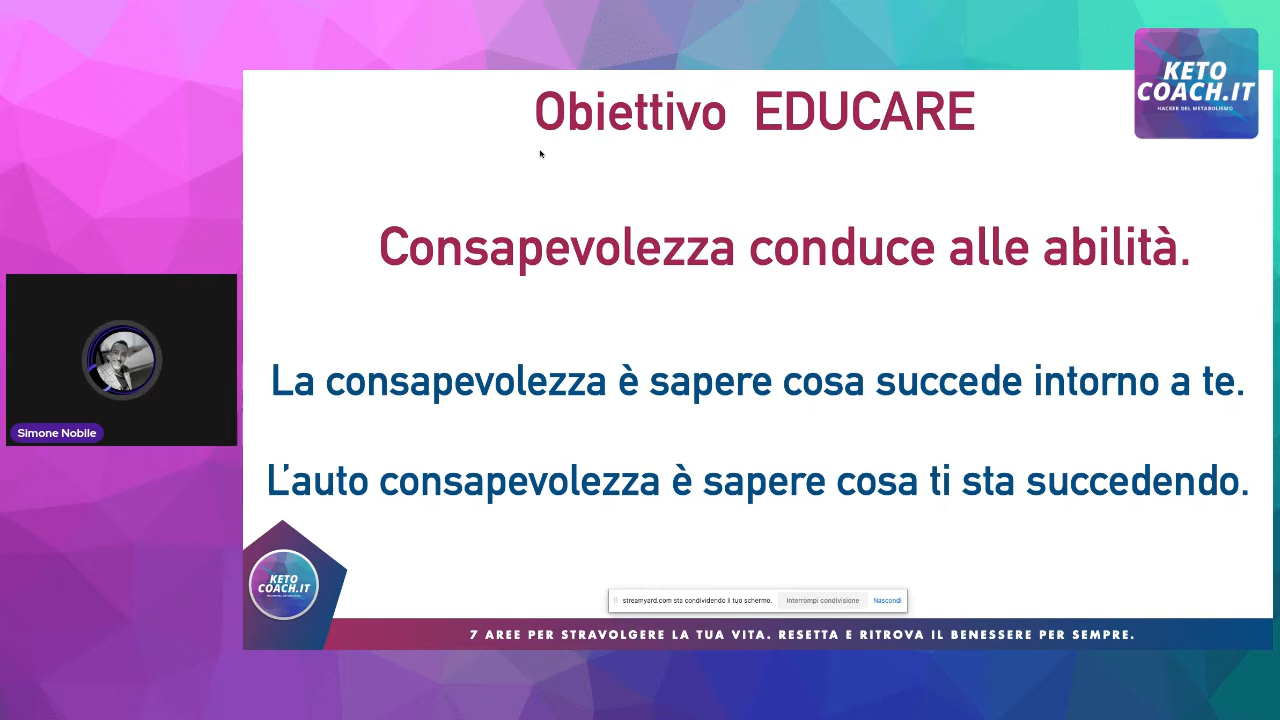 KETO
COACH.IT
HACKER DEL METABOLISMO
Obiettivo EDUCARE
Consapevolezza conduce alle abilità.
La consapevolezza è sapere cosa succede intorno a te.
L'auto consapevolezza è sapere cosa ti sta succedendo.
Simone Nobile
KETO
COACH.IT
streamyard.com sta condividendo il tuo schermo.
Interrompi condivisione
Nascondi
7 AREE PER STRAVOLGERE LA TUA VITA. RESETTA E RITROVA IL BENESSERE PER SEMPRE.